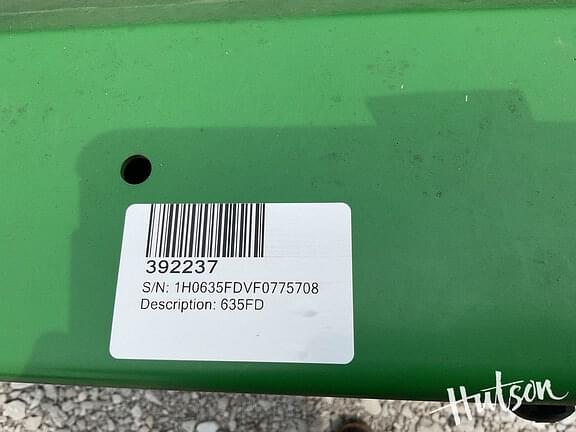 392237
S/N: 1H0635FDVF0775708
Description: 635FD
Hutson